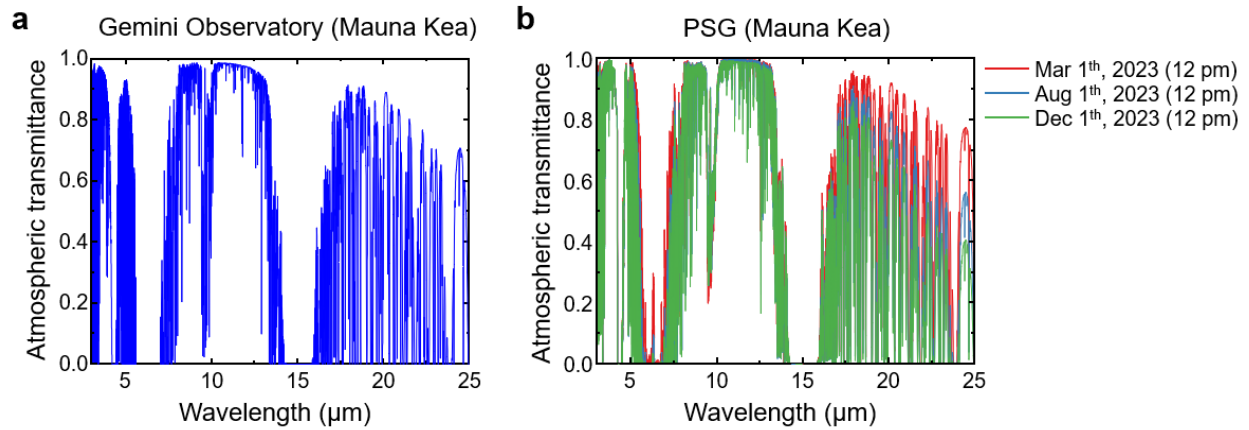 a
Gemini Observatory (Mauna Kea)
Atmospheric transmittance
1.0
0.8
0.6
0.4
0.2
0.0
5 10 15 20 25
Wavelength (μm)
b
PSG (Mauna Kea)
Atmospheric transmittance
1.0
0.8
0.6
0.4
0.2
0.0
5 10 15 20 25
Wavelength (μm)
Mar 1th, 2023 (12 pm)
Aug 1th, 2023 (12 pm)
Dec 1th, 2023 (12 pm)